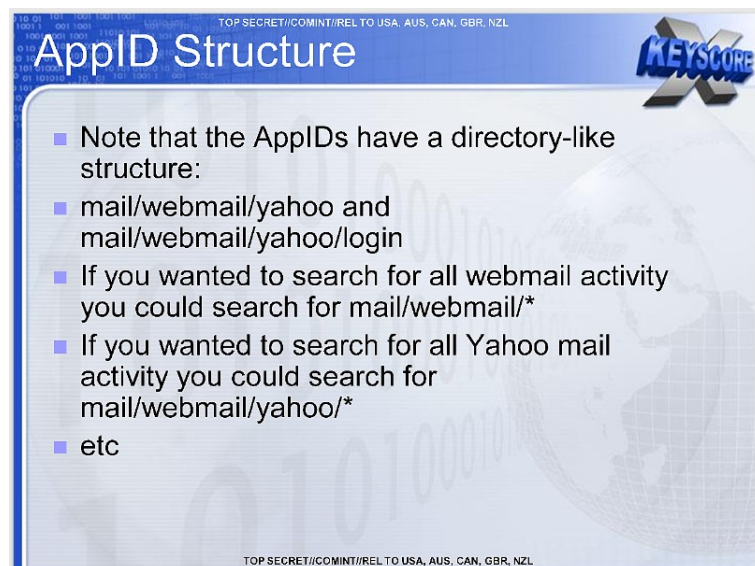 TOP SECRET//COMINT//REL TO USA, AUS, CAN, GBR, NZL
AppID Structure
X KEYSCORE
Note that the AppIDs have a directory-like
structure:
mail/webmail/yahoo and
mail/webmail/yahoo/login
If you wanted to search for all webmail activity
you could search for mail/webmail/*
If you wanted to search for all Yahoo mail
activity you could search for
mail/webmail/yahoo/*
etc
TOP SECRET//COMINT//REL TO USA, AUS, CAN, GBR, NZL